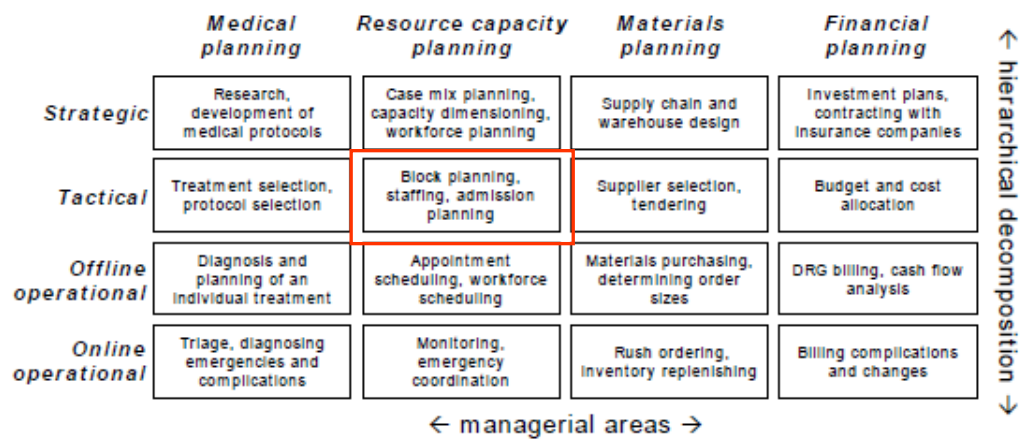 Medical planning
Resource capacity planning
Materials planning
Financial planning
Strategic
Research,
development of
medical protocols
Case mix planning,
capacity dimensioning,
workforce planning
Supply chain and
warehouse design
Investment plans,
contracting with
insurance companies
Tactical
Treatment selection,
protocol selection
Block planning,
staffing, admission
planning
Supplier selection,
tendering
Budget and cost
allocation
Offline
operational
Diagnosis and
planning of an
individual treatment
Appointment
scheduling, workforce
scheduling
Materials purchasing,
determining order
sizes
DRG billing, cash flow
analysis
Online
operational
Triage, diagnosing
emergencies and
complications
Monitoring,
emergency
coordination
Rush ordering,
inventory replenishing
Billing complications
and changes
← managerial areas →
← hierarchical decomposition →